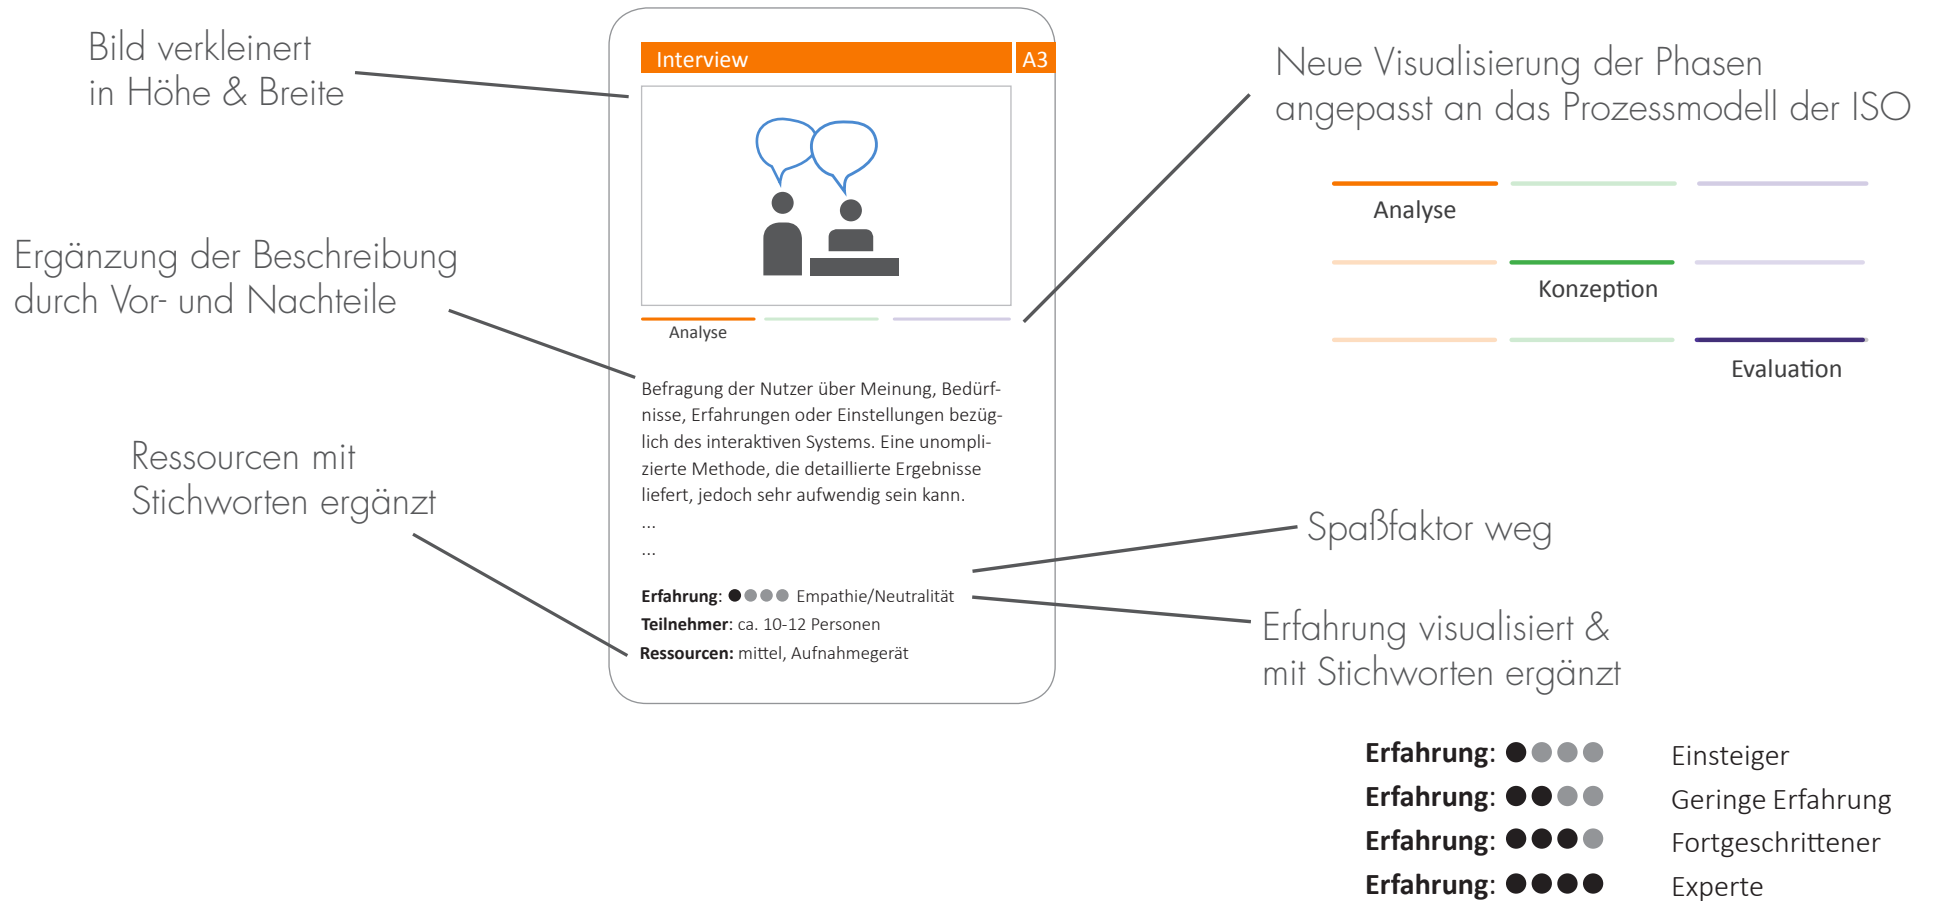 Bild verkleinert
in Höhe & Breite
Ergänzung der Beschreibung
durch Vor- und Nachteile
Ressourcen mit
Stichworten ergänzt
Interview
A3
Analyse
Befragung der Nutzer über Meinung, Bedürf-
nisse, Erfahrungen oder Einstellungen bezüg-
lich des interaktiven Systems. Eine unompli-
zierte Methode, die detaillierte Ergebnisse
liefert, jedoch sehr aufwendig sein kann.
...
...
Erfahrung: Empathie/Neutralität
Teilnehmer: ca. 10-12 Personen
Ressourcen: mittel, Aufnahmegerät
Neue Visualisierung der Phasen
angepasst an das Prozessmodell der ISO
Analyse
Konzeption
Evaluation
Spaßfaktor weg
Erfahrung visualisiert &
mit Stichworten ergänzt
Erfahrung: Einsteiger
Erfahrung: Geringe Erfahrung
Erfahrung: Fortgeschrittener
Erfahrung: Experte